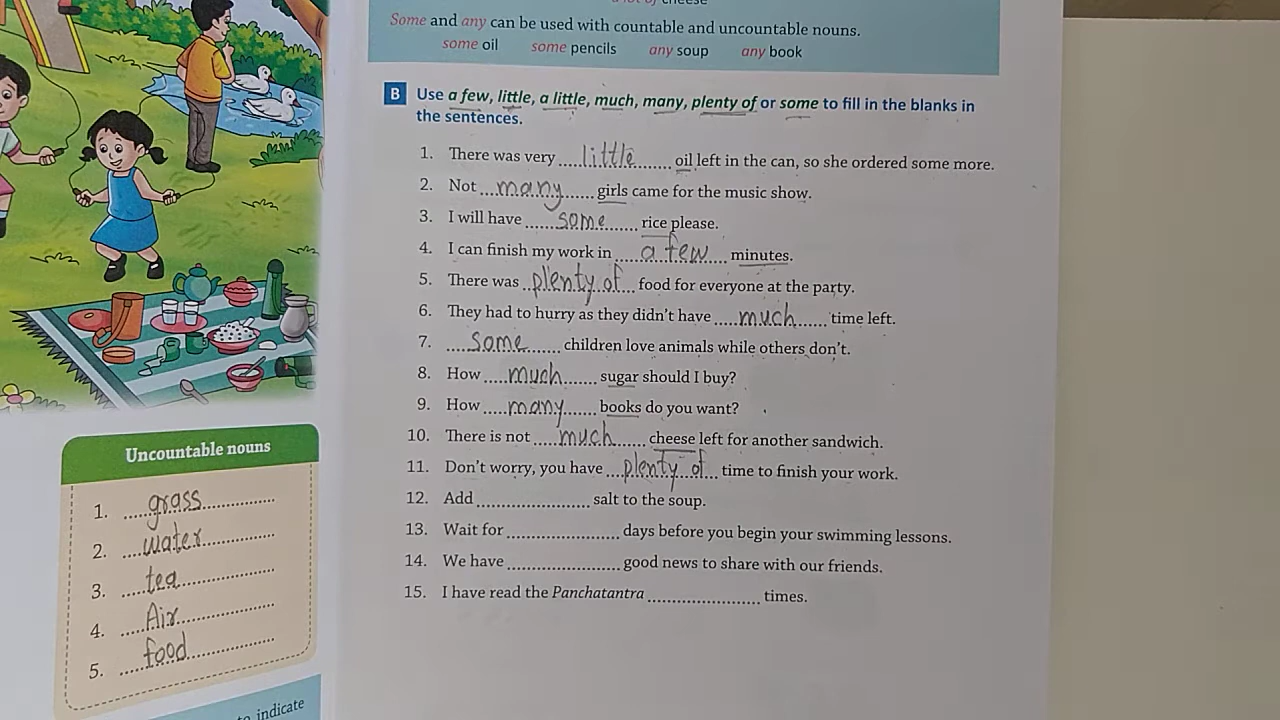 a lot of cheese
Some and any can be used with countable and uncountable nouns.
some oil some pencils any soup any book
B Use a few, little, a little, much, many, plenty of or some to fill in the blanks in
the sentences.
1. There was very ....little........ oil left in the can, so she ordered some more.
2. Not ...many...... girls came for the music show.
3. I will have ......some...... rice please.
4. I can finish my work in .....a few.... minutes.
5. There was ..plenty of... food for everyone at the party.
6. They had to hurry as they didn't have ....much...... time left.
7. ....some....... children love animals while others don't.
8. How .....much...... sugar should I buy?
9. How .....many...... books do you want?
10. There is not ....much...... cheese left for another sandwich.
11. Don't worry, you have ...plenty of... time to finish your work.
12. Add ...................... salt to the soup.
13. Wait for ...................... days before you begin your swimming lessons.
14. We have ...................... good news to share with our friends.
15. I have read the Panchatantra ...................... times.
Uncountable nouns
1. ....grass..............
2. ....water..............
3. ....tea..................
4. ....Air..................
5. ....food................
to indicate